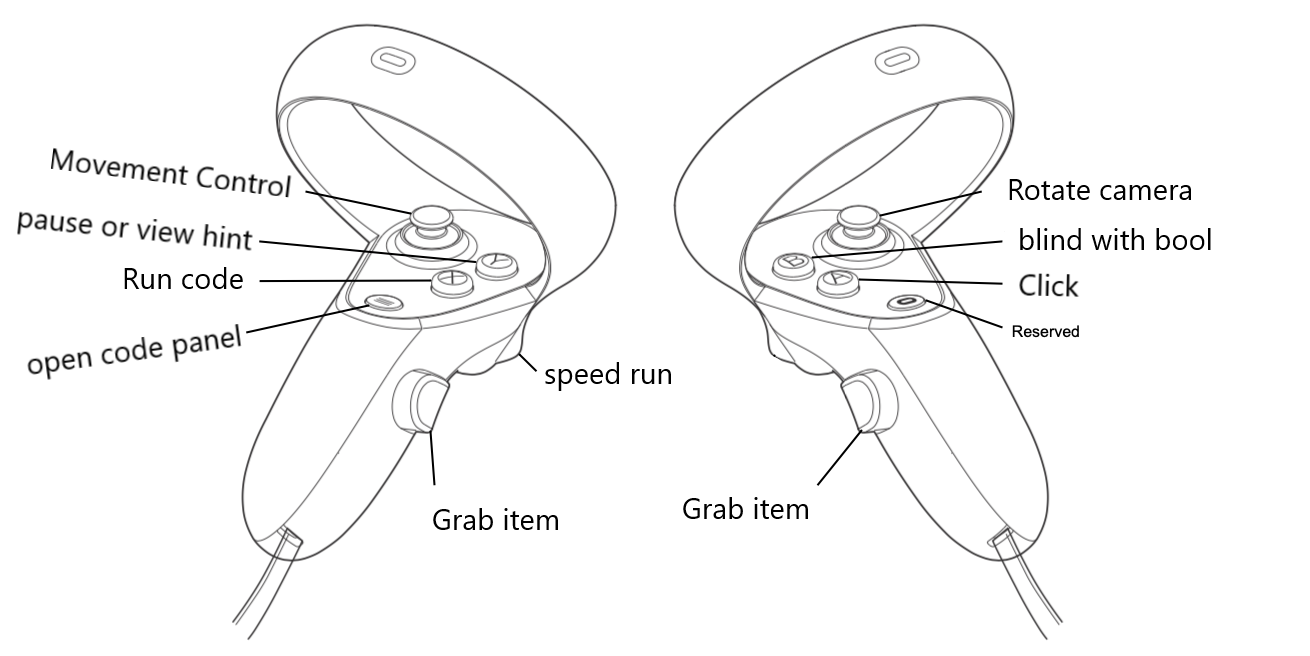 Movement Control
pause or view hint
Run code
open code panel
Y
X
speed run
Grab item
Rotate camera
blind with bool
Click
Reserved
B
A
Grab item